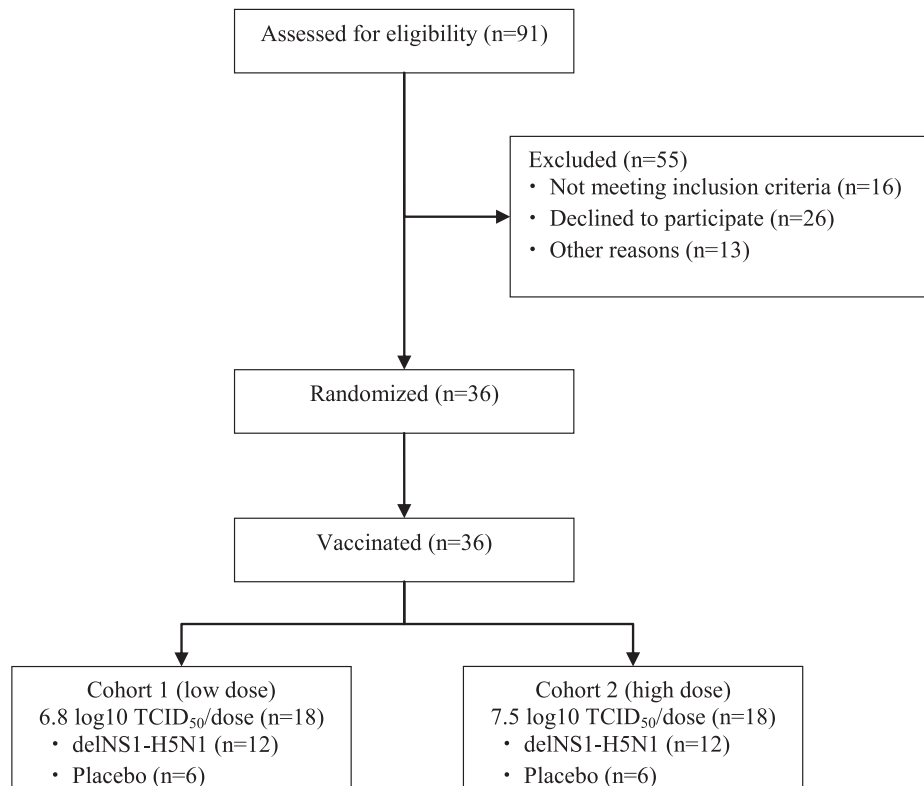 Assessed for eligibility (n=91)
Excluded (n=55)
・ Not meeting inclusion criteria (n=16)
・ Declined to participate (n=26)
・ Other reasons (n=13)
Randomized (n=36)
Vaccinated (n=36)
Cohort 1 (low dose)
6.8 log10 TCID₅₀/dose (n=18)
・ delNS1-H5N1 (n=12)
・ Placebo (n=6)
Cohort 2 (high dose)
7.5 log10 TCID₅₀/dose (n=18)
・ delNS1-H5N1 (n=12)
・ Placebo (n=6)